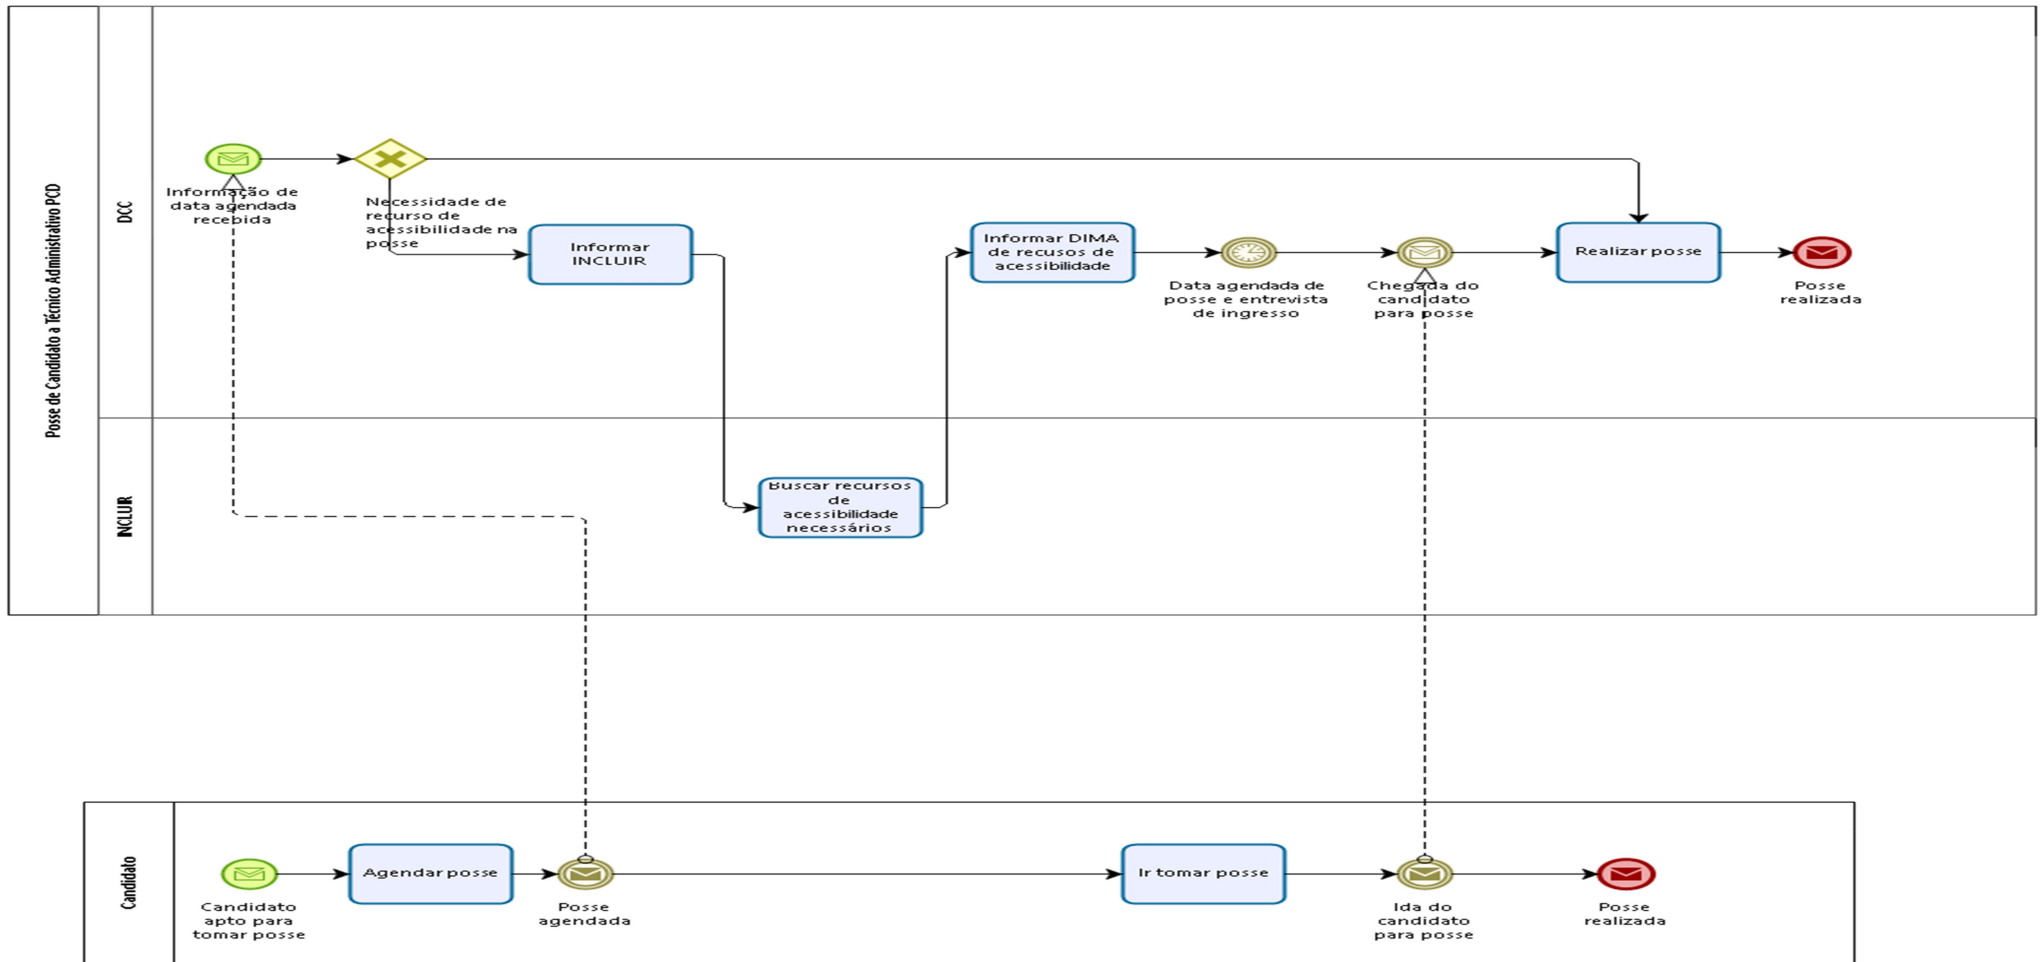 Posse de Candidato a Técnico Administrativo PCD
DCC
Informação de
data agendada
recebida
Necessidade de
recurso de
acessibilidade na
posse
Informar
INCLUIR
Informar DIMA
de recusos de
acessibilidade
Data agendada de
posse e entrevista
de ingresso
Chegada do
candidato
para posse
Realizar posse
Posse
realizada
INCLUIR
Buscar recursos
de
acessibilidade
necessários
Candidato
Candidato
apto para
tomar posse
Agendar posse
Posse
agendada
Ir tomar posse
Ida do
candidato
para posse
Posse
realizada